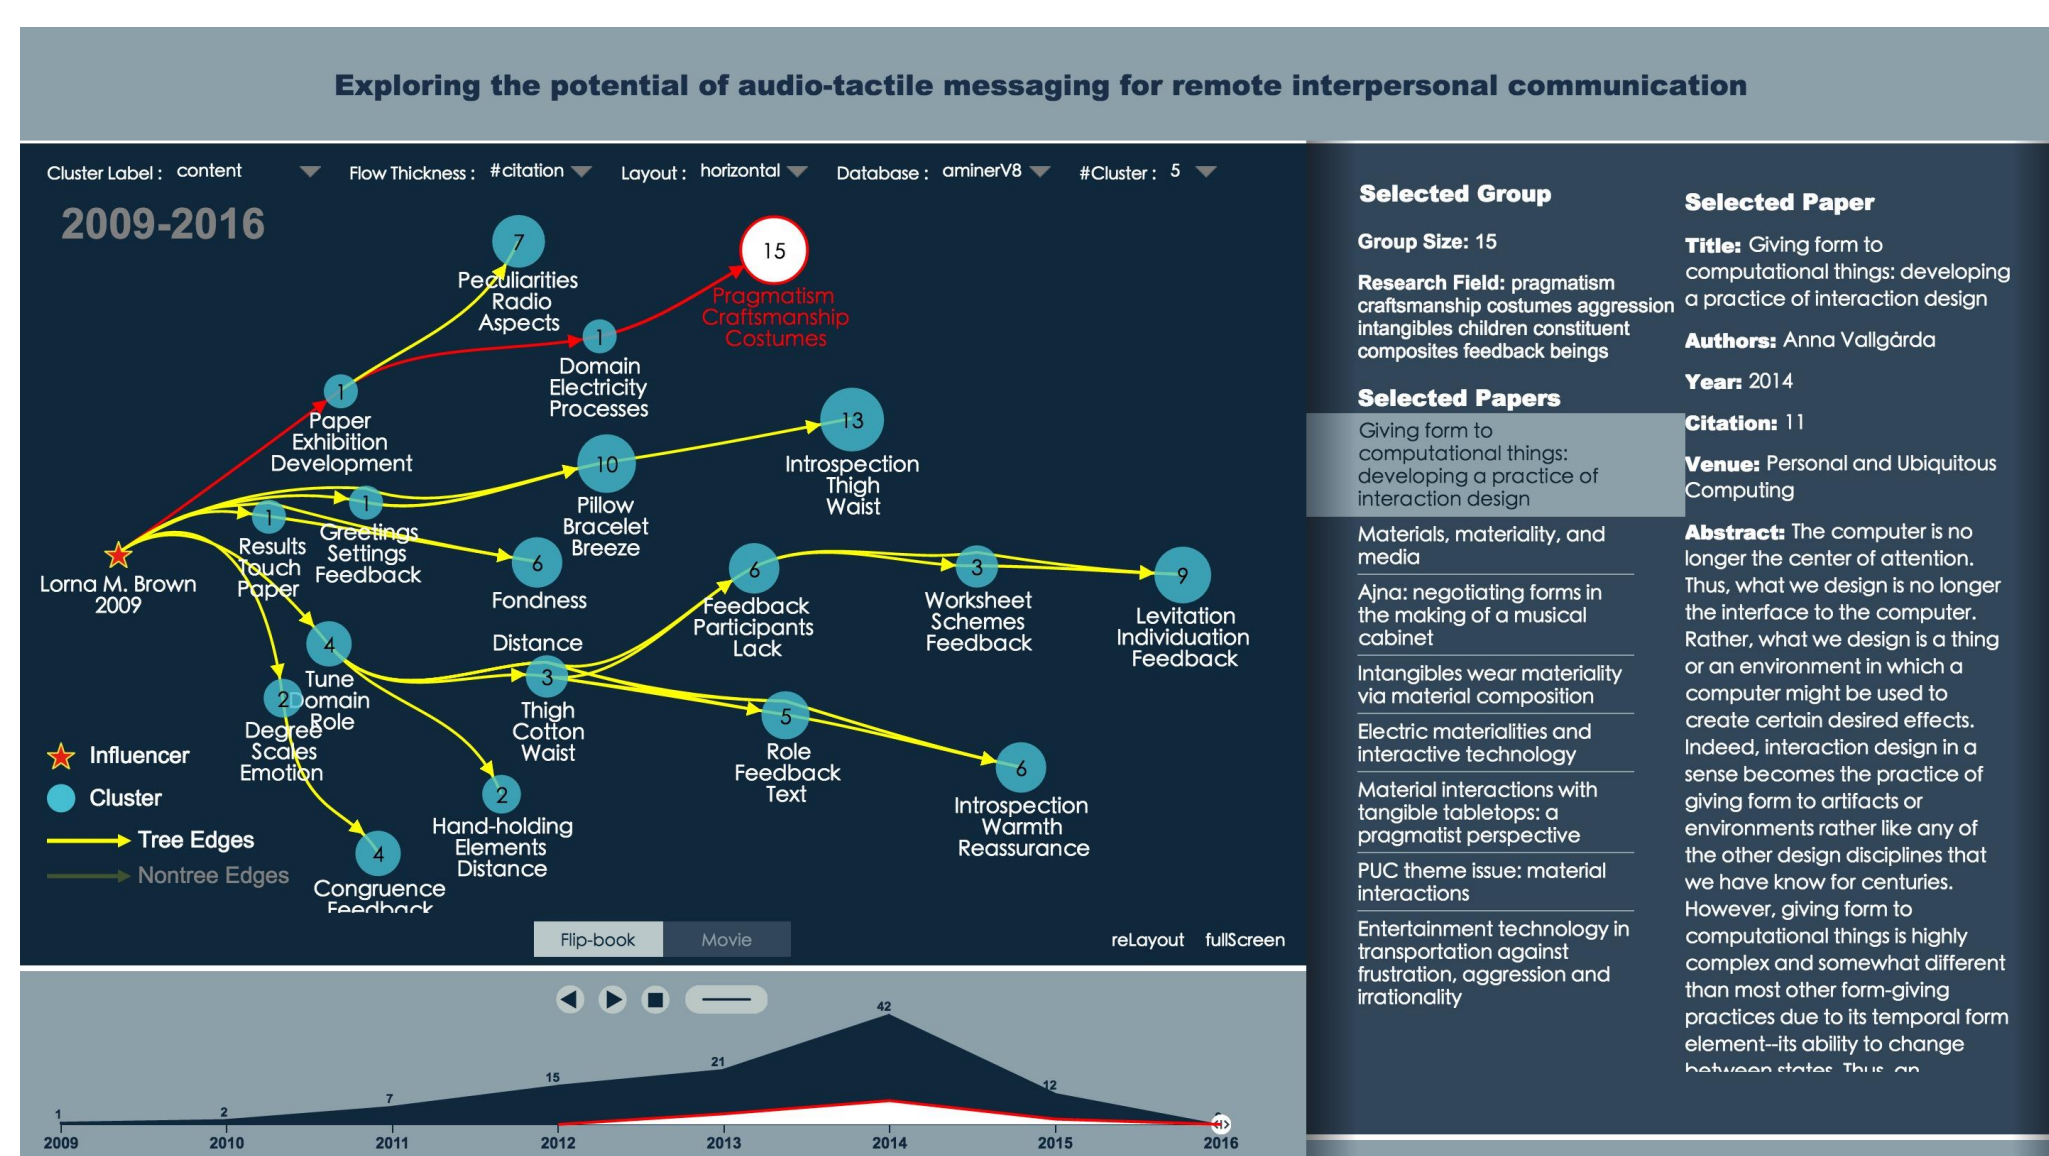 Exploring the potential of audio-tactile messaging for remote interpersonal communication
Cluster Label : content
Flow Thickness : #citation
Layout : horizontal
Database : aminerV8
#Cluster : 5
2009-2016
7
Peculiarities
Radio
Aspects
15
Pragmatism
Craftsmanship
Costumes
1
Domain
Electricity
Processes
1
Paper
Exhibition
Development
13
Introspection
Thigh
Waist
10
Pillow
Bracelet
Breeze
1
Greetings
Settings
Feedback
1
Results
Touch
Paper
Lorna M. Brown
2009
6
Fondness
6
Feedback
Participants
Lack
3
Worksheet
Schemes
Feedback
9
Levitation
Individuation
Feedback
4
Tune
Domain
Role
Distance
3
Thigh
Cotton
Waist
2
Degree
Scales
Emotion
5
Role
Feedback
Text
6
Introspection
Warmth
Reassurance
2
Hand-holding
Elements
Distance
4
Congruence
Feedback
Influencer
Cluster
Tree Edges
Nontree Edges
Flip-book
Movie
reLayout
fullScreen
1
2
7
15
21
42
12
2009
2010
2011
2012
2013
2014
2015
2016
Selected Group
Group Size: 15
Research Field: pragmatism
craftsmanship costumes aggression
intangibles children constituent
composites feedback beings
Selected Papers
Giving form to
computational things:
developing a practice of
interaction design
Materials, materiality, and
media
Ajna: negotiating forms in
the making of a musical
cabinet
Intangibles wear materiality
via material composition
Electric materialities and
interactive technology
Material interactions with
tangible tabletops: a
pragmatist perspective
PUC theme issue: material
interactions
Entertainment technology in
transportation against
frustration, aggression and
irrationality
Selected Paper
Title: Giving form to
computational things: developing
a practice of interaction design
Authors: Anna Vallgårda
Year: 2014
Citation: 11
Venue: Personal and Ubiquitous
Computing
Abstract: The computer is no
longer the center of attention.
Thus, what we design is no longer
the interface to the computer.
Rather, what we design is a thing
or an environment in which a
computer might be used to
create certain desired effects.
Indeed, interaction design in a
sense becomes the practice of
giving form to artifacts or
environments rather like any of
the other design disciplines that
we have know for centuries.
However, giving form to
computational things is highly
complex and somewhat different
than most other form-giving
practices due to its temporal form
element--its ability to change
between states. Thus, an